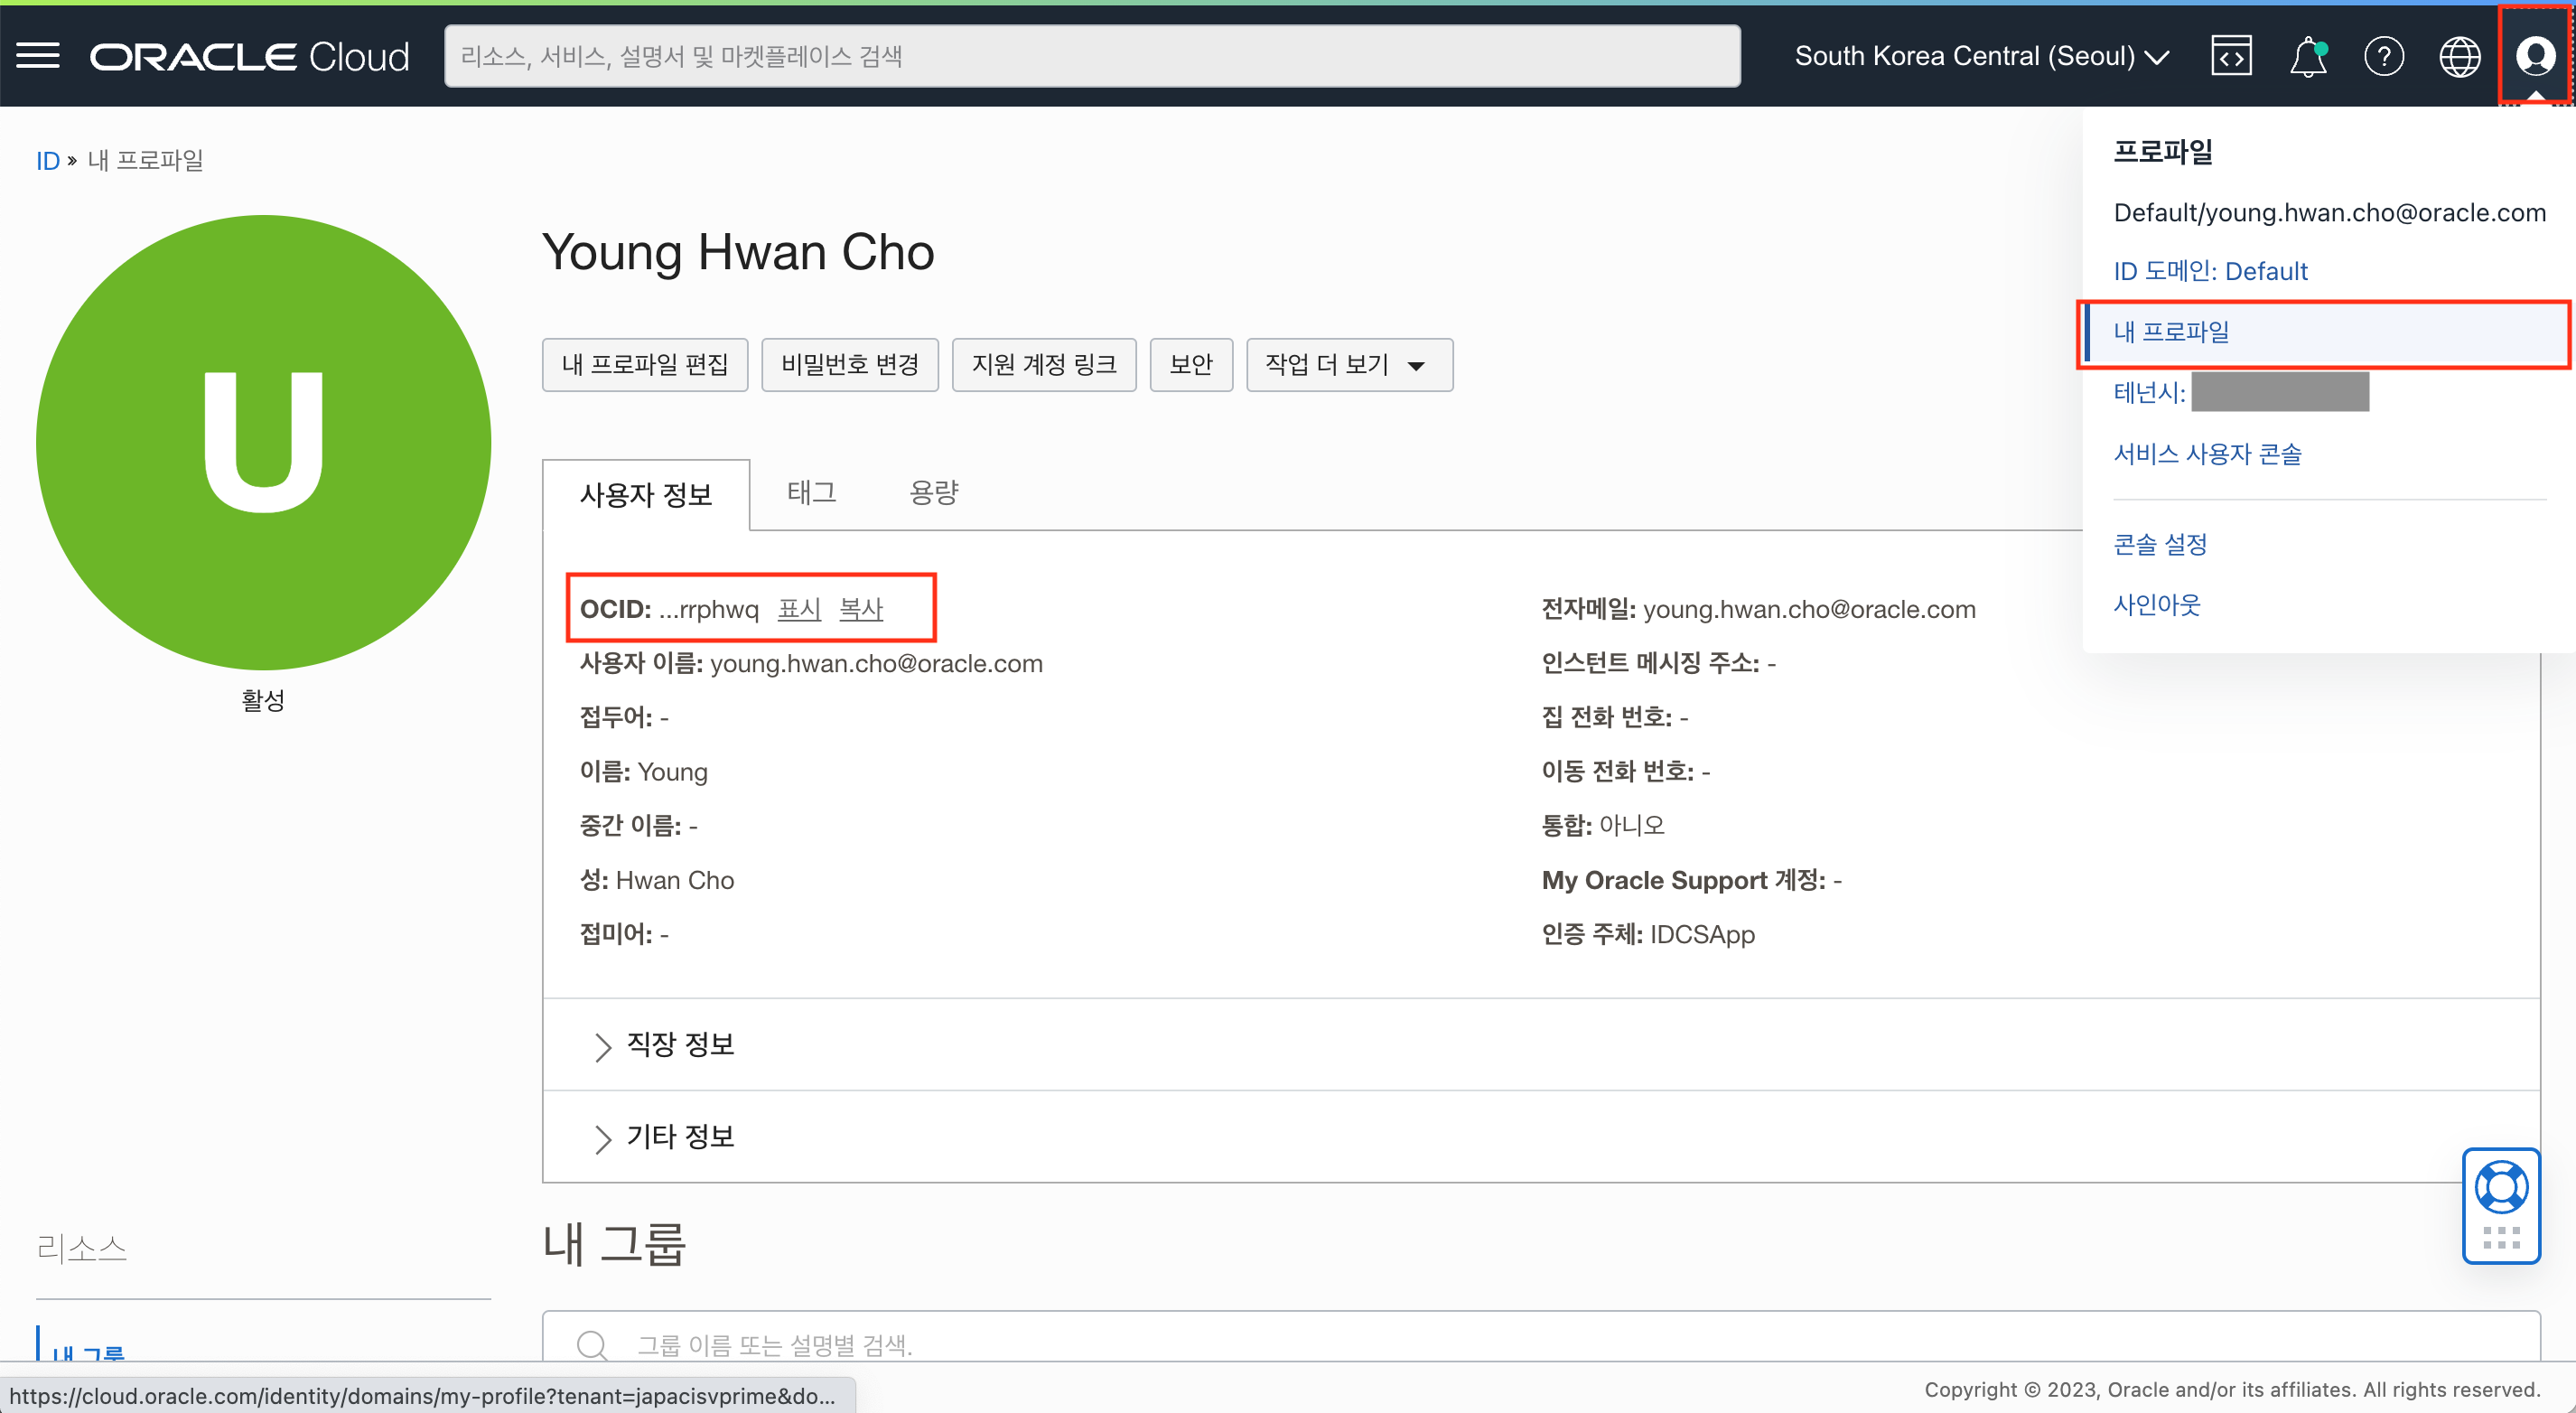 ORACLE Cloud
리소스, 서비스, 설명서 및 마켓플레이스 검색
South Korea Central (Seoul)
ID » 내 프로파일
프로파일
Default/young.hwan.cho@oracle.com
ID 도메인: Default
내 프로파일
테넌시:
서비스 사용자 콘솔
콘솔 설정
사인아웃
U
활성
Young Hwan Cho
내 프로파일 편집
비밀번호 변경
지원 계정 링크
보안
작업 더 보기
사용자 정보
태그
용량
OCID: ...rrphwq 표시 복사
사용자 이름: young.hwan.cho@oracle.com
접두어: -
이름: Young
중간 이름: -
성: Hwan Cho
접미어: -
전자메일: young.hwan.cho@oracle.com
인스턴트 메시징 주소: -
집 전화 번호: -
이동 전화 번호: -
통합: 아니오
My Oracle Support 계정: -
인증 주체: IDCSApp
직장 정보
기타 정보
리소스
내 그룹
내 그룹
그룹 이름 또는 설명별 검색.
https://cloud.oracle.com/identity/domains/my-profile?tenant=japacisvprime&do...
Copyright © 2023, Oracle and/or its affiliates. All rights reserved.